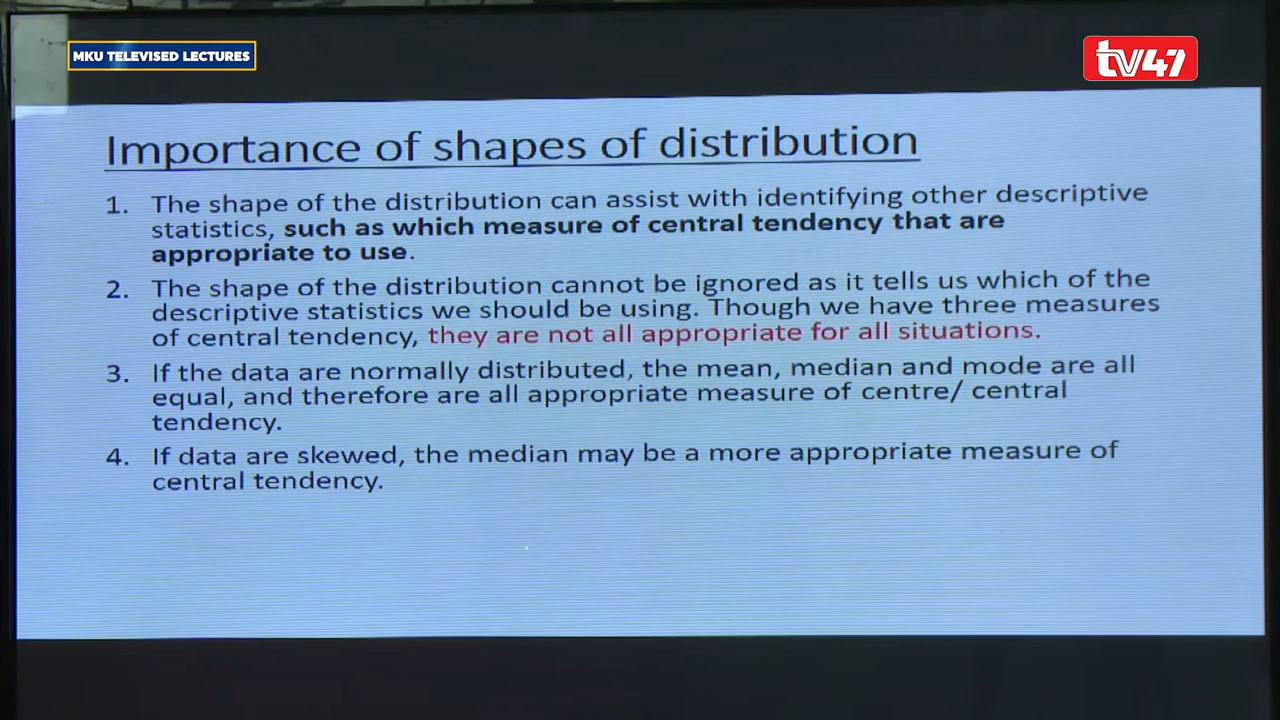 MKU TELEVISED LECTURES
tv47
Importance of shapes of distribution
1. The shape of the distribution can assist with identifying other descriptive
statistics, such as which measure of central tendency that are
appropriate to use.
2. The shape of the distribution cannot be ignored as it tells us which of the
descriptive statistics we should be using. Though we have three measures
of central tendency, they are not all appropriate for all situations.
3. If the data are normally distributed, the mean, median and mode are all
equal, and therefore are all appropriate measure of centre/ central
tendency.
4. If data are skewed, the median may be a more appropriate measure of
central tendency.